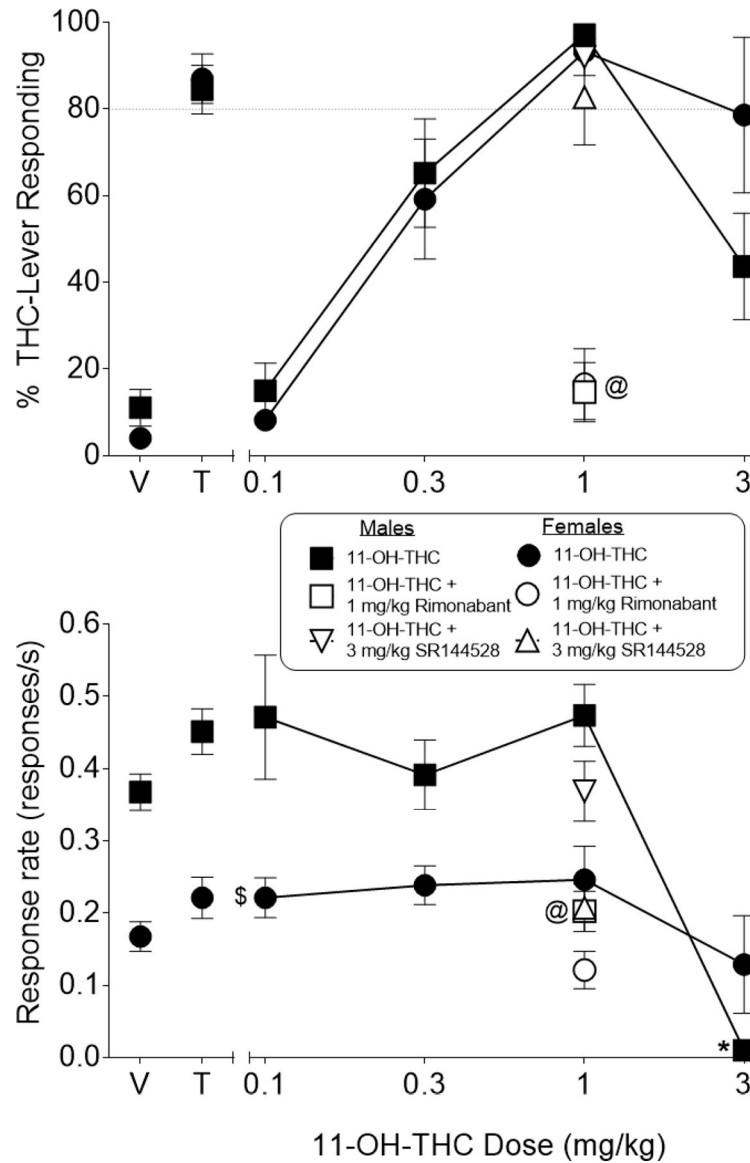 % THC-Lever Responding
100
80
60
40
20
0
@
V T 0.1 0.3 1 3
Males Females
11-OH-THC 11-OH-THC
11-OH-THC + 11-OH-THC +
1 mg/kg Rimonabant 1 mg/kg Rimonabant
11-OH-THC + 11-OH-THC +
3 mg/kg SR144528 3 mg/kg SR144528
Response rate (responses/s)
0.6
0.5
0.4
0.3
0.2
0.1
0.0
$
@
*
V T 0.1 0.3 1 3
11-OH-THC Dose (mg/kg)